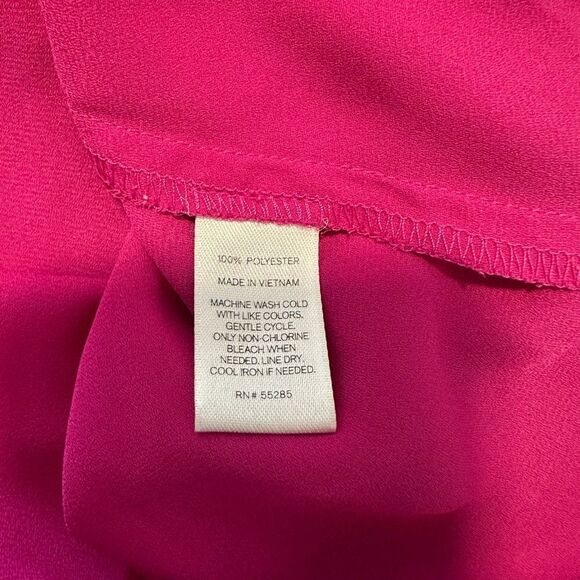 100% POLYESTER
MADE IN VIETNAM
MACHINE WASH COLD
WITH LIKE COLORS.
GENTLE CYCLE.
ONLY NON-CHLORINE
BLEACH WHEN
NEEDED. LINE DRY.
COOL IRON IF NEEDED.
RN# 55285